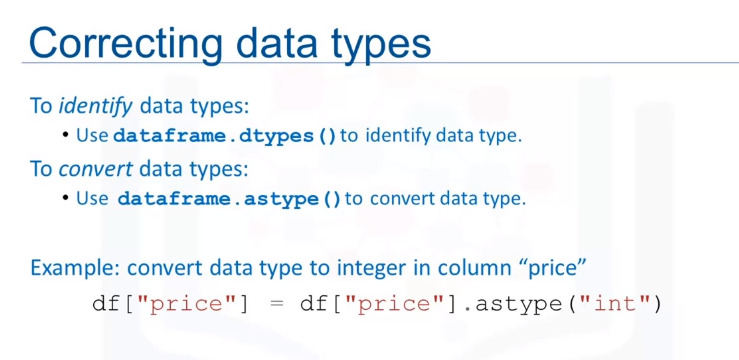 Correcting data types
To identify data types:
• Use dataframe.dtypes() to identify data type.
To convert data types:
• Use dataframe.astype() to convert data type.
Example: convert data type to integer in column “price”
df["price"] = df["price"].astype("int")